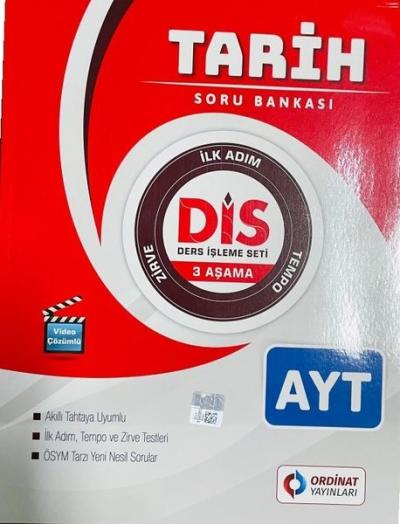 TARİH
SORU BANKASI
İLK ADIM
DİS
DERS İŞLEME SETİ
3 AŞAMA
ZİRVE
TEMPO
Video
Çözümlü
AYT
Akıllı Tahtaya Uyumlu
İlk Adım, Tempo ve Zirve Testleri
ÖSYM Tarzı Yeni Nesil Sorular
ORDİNAT
YAYINLARI